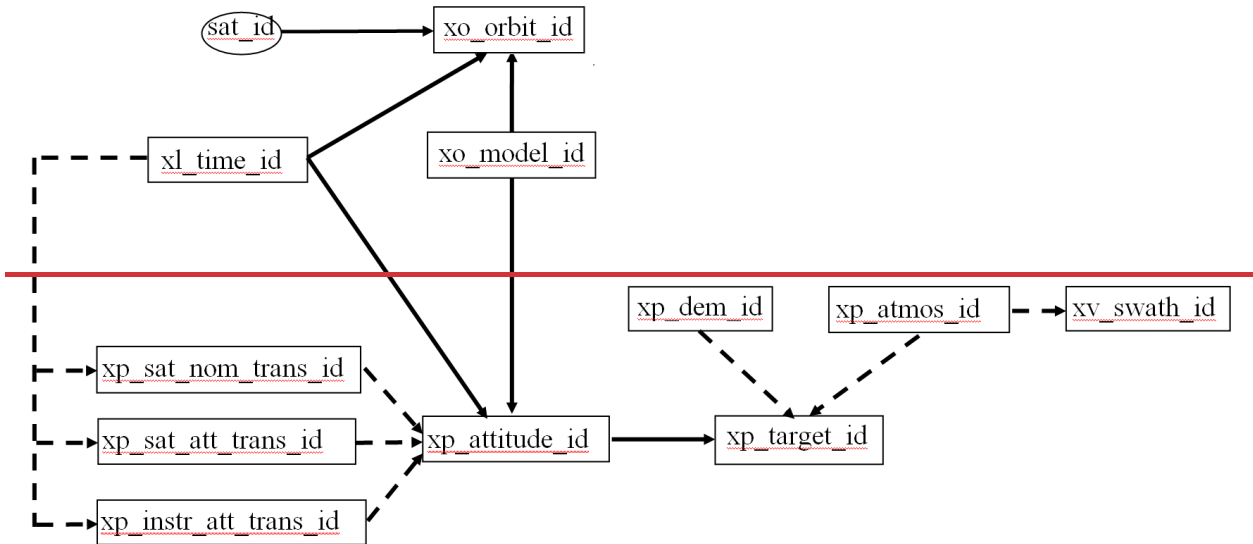 sat_id
xo_orbit_id
xl_time_id
xo_model_id
xp_dem_id
xp_atmos_id
xv_swath_id
xp_sat_nom_trans_id
xp_sat_att_trans_id
xp_attitude_id
xp_target_id
xp_instr_att_trans_id